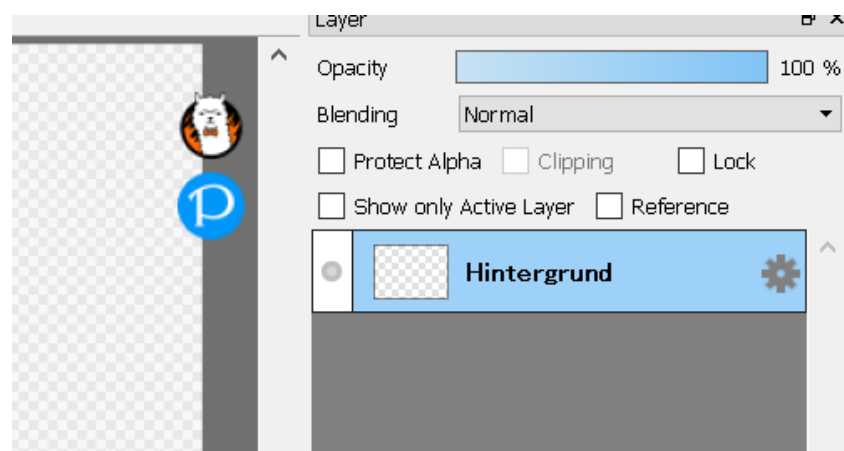 Layer
Opacity 100 %
Blending Normal
Protect Alpha Clipping Lock
Show only Active Layer Reference
P
Hintergrund